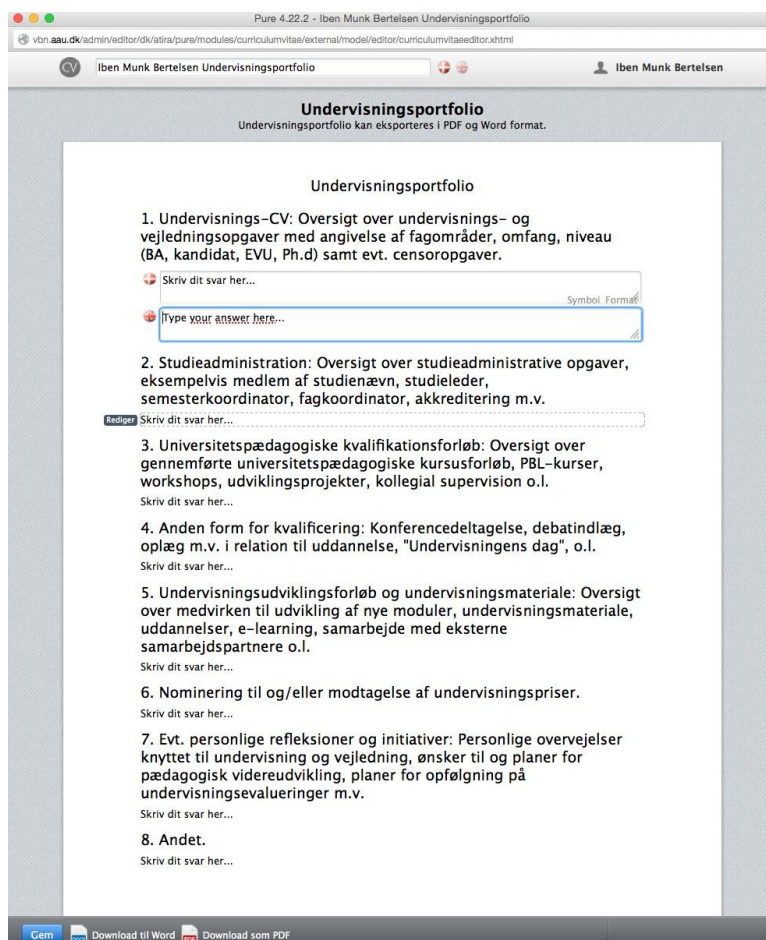 Pure 4.22.2 - Iben Munk Bertelsen Undervisningsportfolio
vbn.aau.dk/admin/editor/dk/atira/pure/modules/curriculumvitae/external/model/editor/curriculumvitaeeditor.xhtml
CV
Iben Munk Bertelsen Undervisningsportfolio
Iben Munk Bertelsen
Undervisningsportfolio
Undervisningsportfolio kan eksporteres i PDF og Word format.
Undervisningsportfolio
1. Undervisnings-CV: Oversigt over undervisnings- og
vejledningsopgaver med angivelse af fagområder, omfang, niveau
(BA, kandidat, EVU, Ph.d) samt evt. censoropgaver.
Skriv dit svar her...
Symbol Format
Type your answer here...
2. Studieadministration: Oversigt over studieadministrative opgaver,
eksempelvis medlem af studienævn, studieleder,
semesterkoordinator, fagkoordinator, akkreditering m.v.
Rediger Skriv dit svar her...
3. Universitetspædagogiske kvalifikationsforløb: Oversigt over
gennemførte universitetspædagogiske kursusforløb, PBL-kurser,
workshops, udviklingsprojekter, kollegial supervision o.l.
Skriv dit svar her...
4. Anden form for kvalificering: Konferencedeltagelse, debatindlæg,
oplæg m.v. i relation til uddannelse, "Undervisningens dag", o.l.
Skriv dit svar her...
5. Undervisningsudviklingsforløb og undervisningsmateriale: Oversigt
over medvirken til udvikling af nye moduler, undervisningsmateriale,
uddannelser, e-learning, samarbejde med eksterne
samarbejdspartnere o.l.
Skriv dit svar her...
6. Nominering til og/eller modtagelse af undervisningspriser.
Skriv dit svar her...
7. Evt. personlige refleksioner og initiativer: Personlige overvejelser
knyttet til undervisning og vejledning, ønsker til og planer for
pædagogisk videreudvikling, planer for opfølgning på
undervisningsevalueringer m.v.
Skriv dit svar her...
8. Andet.
Skriv dit svar her...
Gem Download til Word Download som PDF